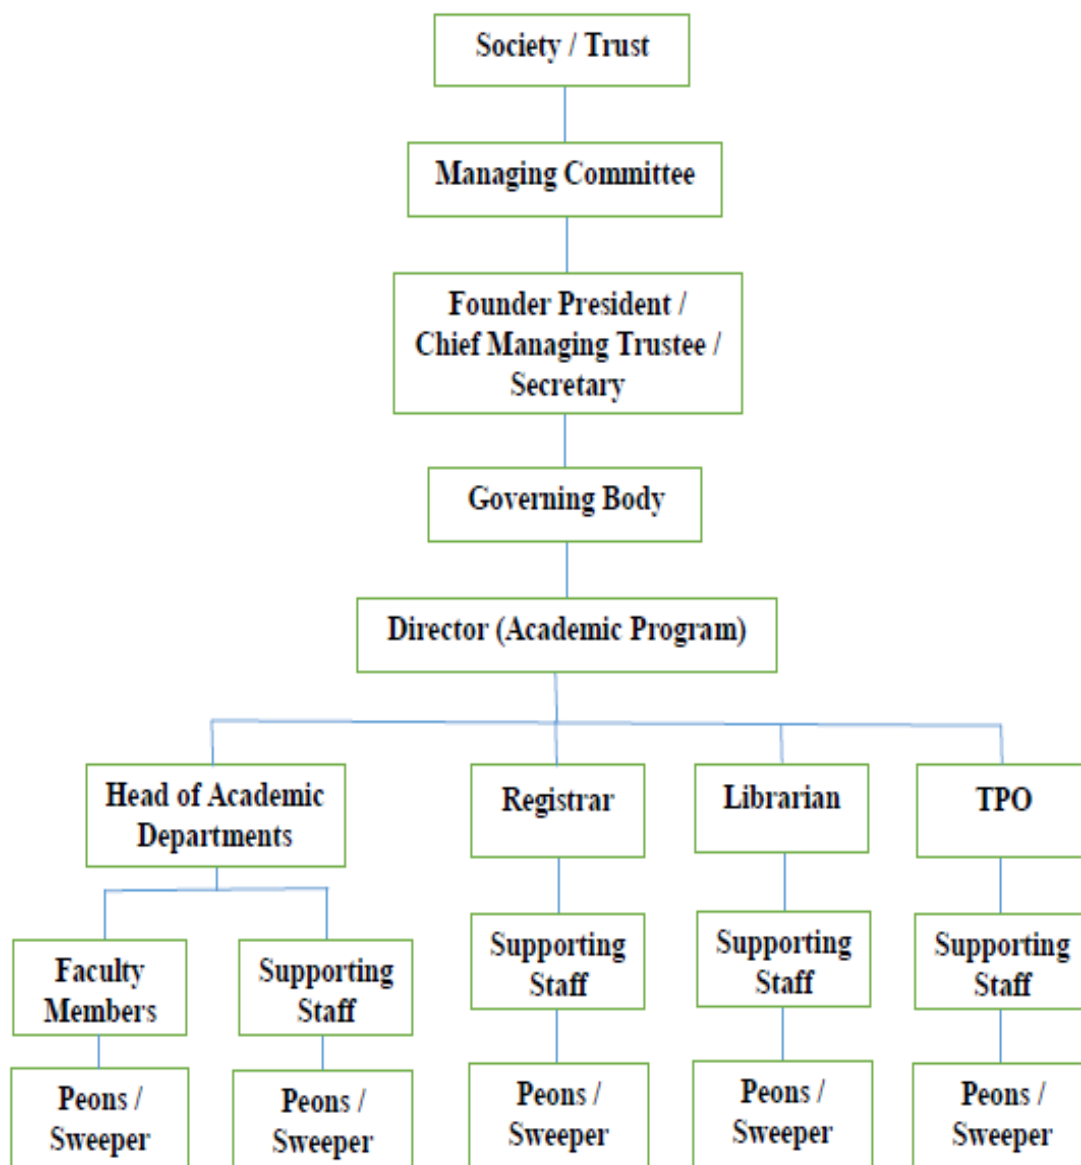 Society / Trust
Managing Committee
Founder President /
Chief Managing Trustee /
Secretary
Governing Body
Director (Academic Program)
Head of Academic
Departments
Registrar
Librarian
TPO
Faculty
Members
Supporting
Staff
Supporting
Staff
Supporting
Staff
Supporting
Staff
Peons /
Sweeper
Peons /
Sweeper
Peons /
Sweeper
Peons /
Sweeper
Peons /
Sweeper